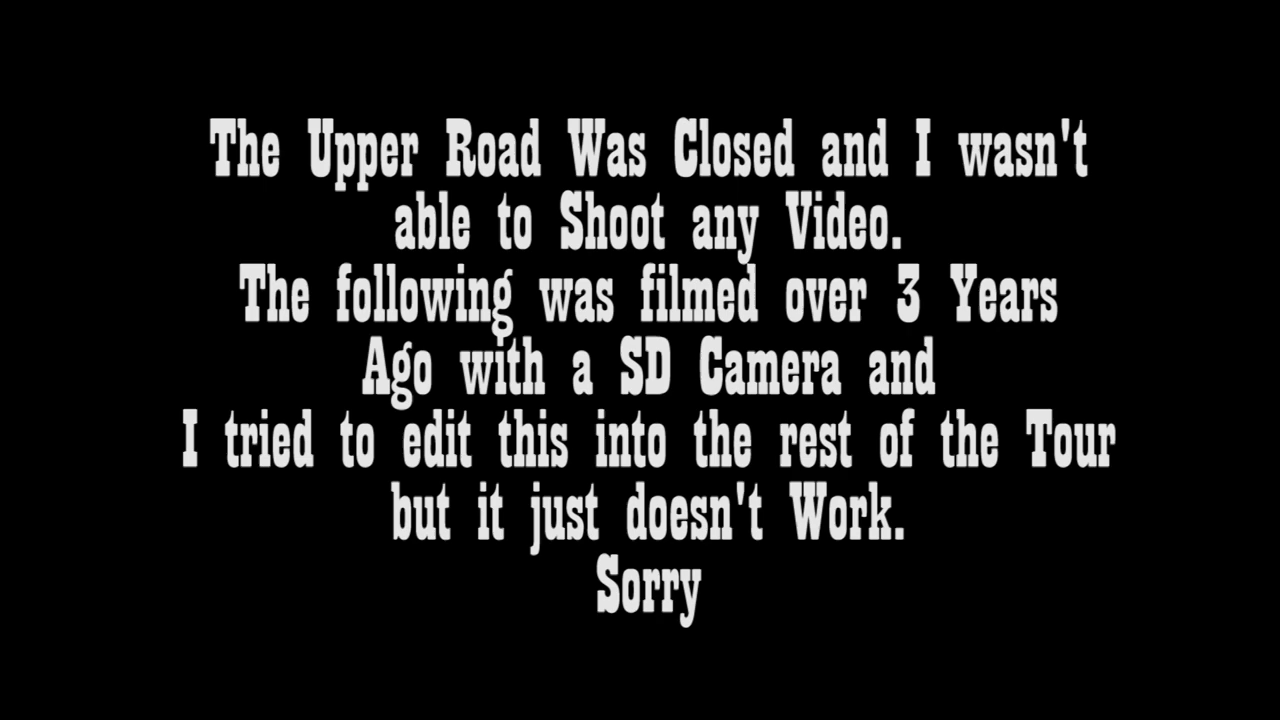 The Upper Road Was Closed and I wasn't
able to Shoot any Video.
The following was filmed over 3 Years
Ago with a SD Camera and
I tried to edit this into the rest of the Tour
but it just doesn't Work.
Sorry